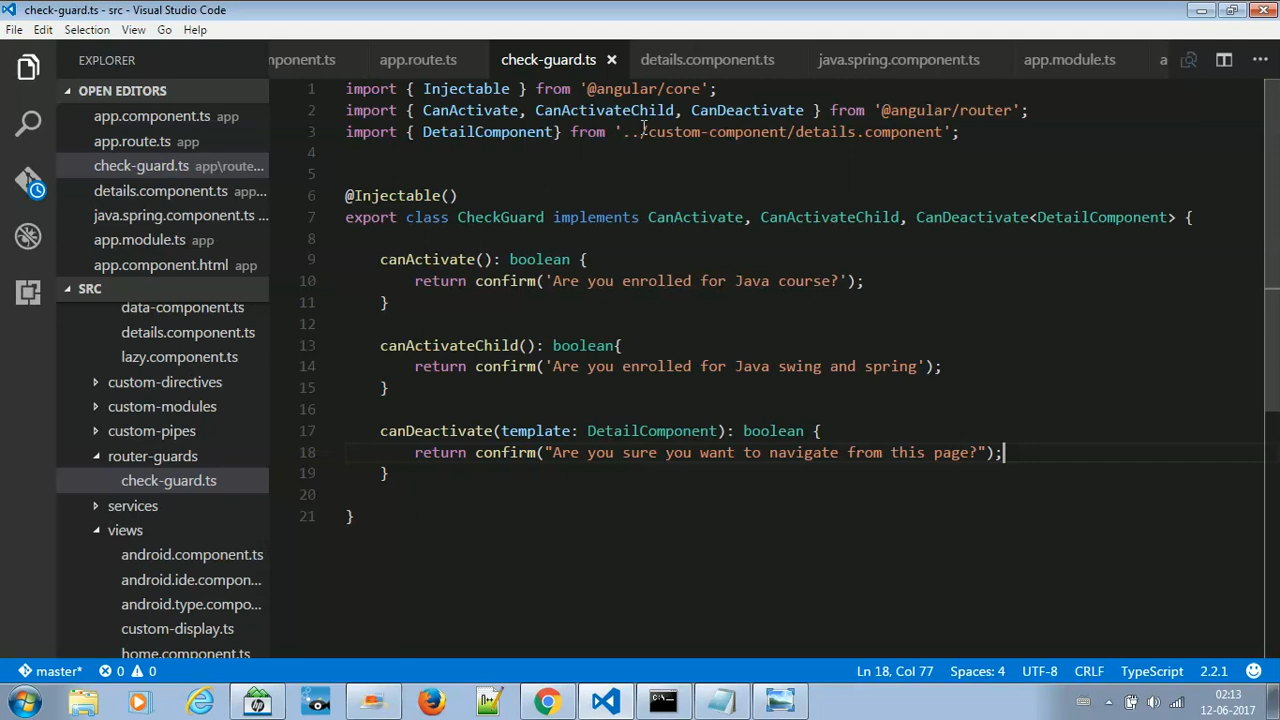 check-guard.ts - src - Visual Studio Code
File Edit Selection View Go Help
EXPLORER
OPEN EDITORS
app.component.ts app
app.route.ts app
check-guard.ts app\route...
details.component.ts app...
java.spring.component.ts ...
app.module.ts app
app.component.html app
SRC
data-component.ts
details.component.ts
lazy.component.ts
custom-directives
custom-modules
custom-pipes
router-guards
check-guard.ts
services
views
android.component.ts
android.ide.compon...
android.type.compo...
custom-display.ts
home.component.ts
mponent.ts app.route.ts check-guard.ts details.component.ts java.spring.component.ts app.module.ts a
1 import { Injectable } from '@angular/core';
2 import { CanActivate, CanActivateChild, CanDeactivate } from '@angular/router';
3 import { DetailComponent} from '../custom-component/details.component';
4
5
6 @Injectable()
7 export class CheckGuard implements CanActivate, CanActivateChild, CanDeactivate<DetailComponent> {
8
9 canActivate(): boolean {
10 return confirm('Are you enrolled for Java course?');
11 }
12
13 canActivateChild(): boolean{
14 return confirm('Are you enrolled for Java swing and spring');
15 }
16
17 canDeactivate(template: DetailComponent): boolean {
18 return confirm("Are you sure you want to navigate from this page?");
19 }
20
21 }
master* 0 0 Ln 18, Col 77 Spaces: 4 UTF-8 CRLF TypeScript 2.2.1
02:13
12-06-2017